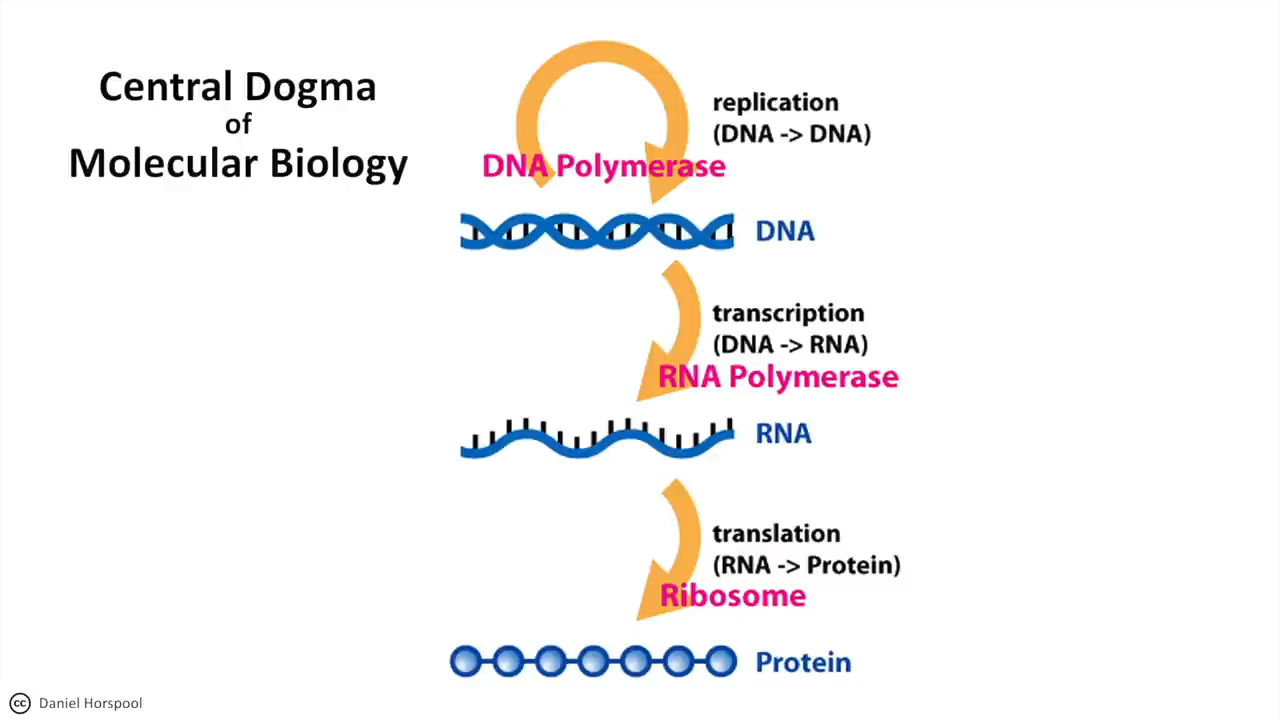 Central Dogma
of
Molecular Biology
replication
(DNA -> DNA)
DNA Polymerase
DNA
transcription
(DNA -> RNA)
RNA Polymerase
RNA
translation
(RNA -> Protein)
Ribosome
Protein
cc Daniel Horspool